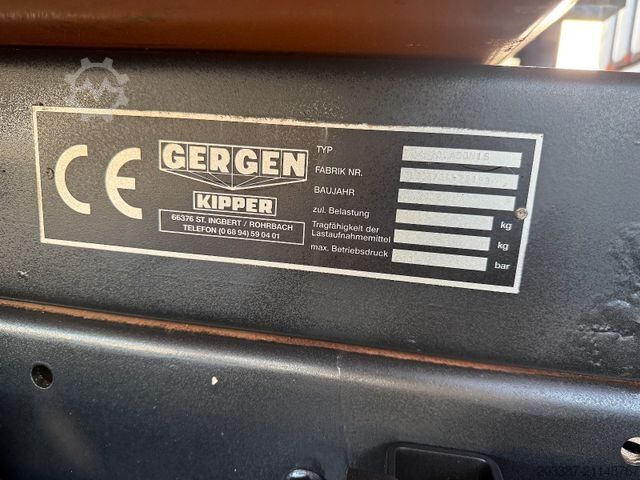 CE
GERGEN
KIPPER
66376 ST. INGBERT / ROHRBACH
TELEFON (0 68 94) 59 04 01
TYP
FABRIK NR.
BAUJAHR
zul. Belastung
kg
Tragfähigkeit der
Lastaufnahmemittel
kg
max. Betriebsdruck
bar